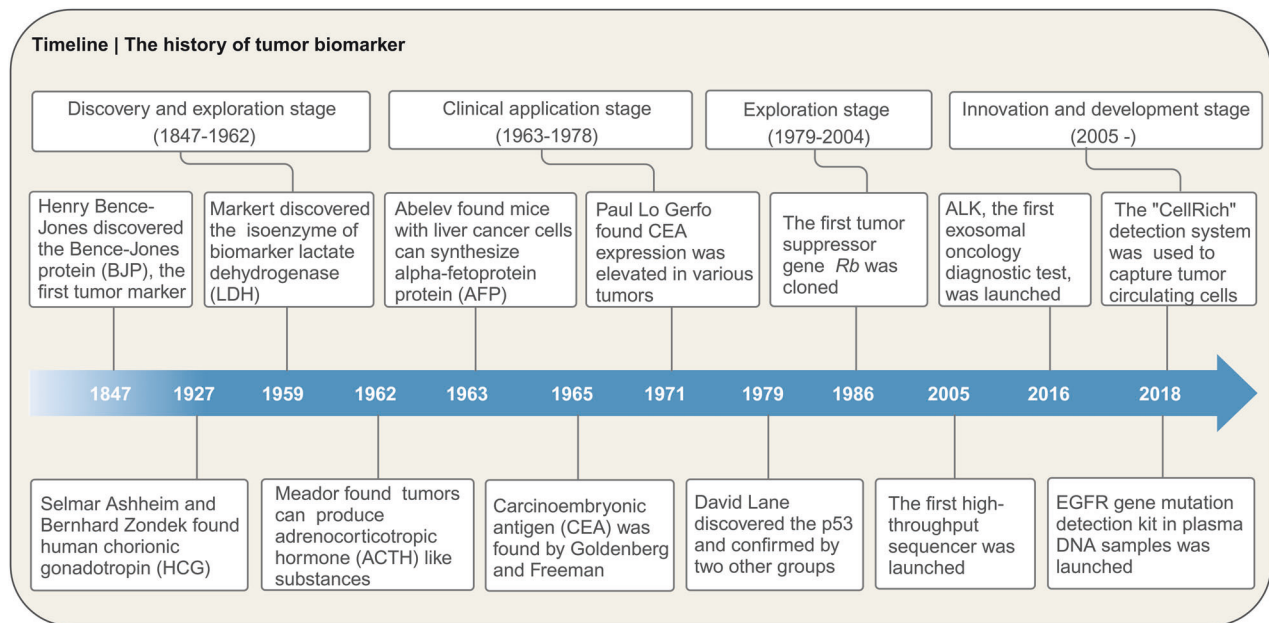 Timeline | The history of tumor biomarker
Discovery and exploration stage
(1847-1962)
Clinical application stage
(1963-1978)
Exploration stage
(1979-2004)
Innovation and development stage
(2005 -)
Henry Bence-
Jones discovered
the Bence-Jones
protein (BJP), the
first tumor marker
Markert discovered
the isoenzyme of
biomarker lactate
dehydrogenase
(LDH)
Abelev found mice
with liver cancer cells
can synthesize
alpha-fetoprotein
protein (AFP)
Paul Lo Gerfo
found CEA
expression was
elevated in various
tumors
The first tumor
suppressor
gene Rb was
cloned
ALK, the first
exosomal
oncology
diagnostic test,
was launched
The "CellRich"
detection system
was used to
capture tumor
circulating cells
1847 1927 1959 1962 1963 1965 1971 1979 1986 2005 2016 2018
Selmar Ashheim and
Bernhard Zondek found
human chorionic
gonadotropin (HCG)
Meador found tumors
can produce
adrenocorticotropic
hormone (ACTH) like
substances
Carcinoembryonic
antigen (CEA) was
found by Goldenberg
and Freeman
David Lane
discovered the p53
and confirmed by
two other groups
The first high-
throughput
sequencer was
launched
EGFR gene mutation
detection kit in plasma
DNA samples was
launched